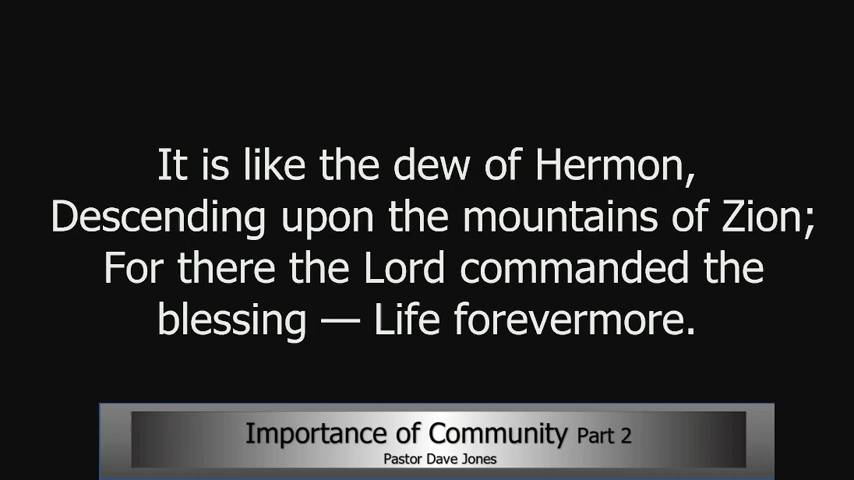 It is like the dew of Hermon,
Descending upon the mountains of Zion;
For there the Lord commanded the
blessing — Life forevermore.
Importance of Community Part 2
Pastor Dave Jones